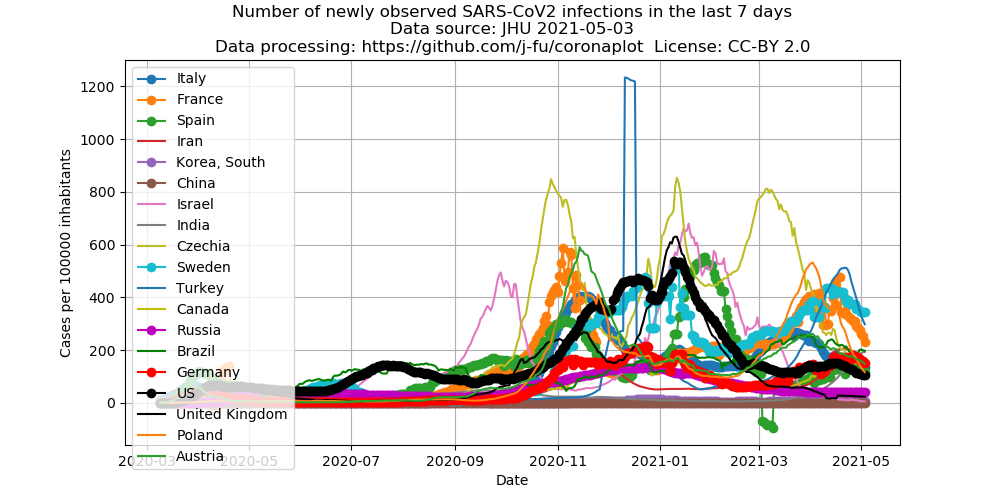 Number of newly observed SARS-CoV2 infections in the last 7 days
Data source: JHU 2021-05-03
Data processing: https://github.com/j-fu/coronaplot License: CC-BY 2.0
Cases per 100000 inhabitants
1200
1000
800
600
400
200
0
Italy
France
Spain
Iran
Korea, South
China
Israel
India
Czechia
Sweden
Turkey
Canada
Russia
Brazil
Germany
US
United Kingdom
Poland
Austria
2020-03
2020-05
2020-07
2020-09
2020-11
2021-01
2021-03
2021-05
Date